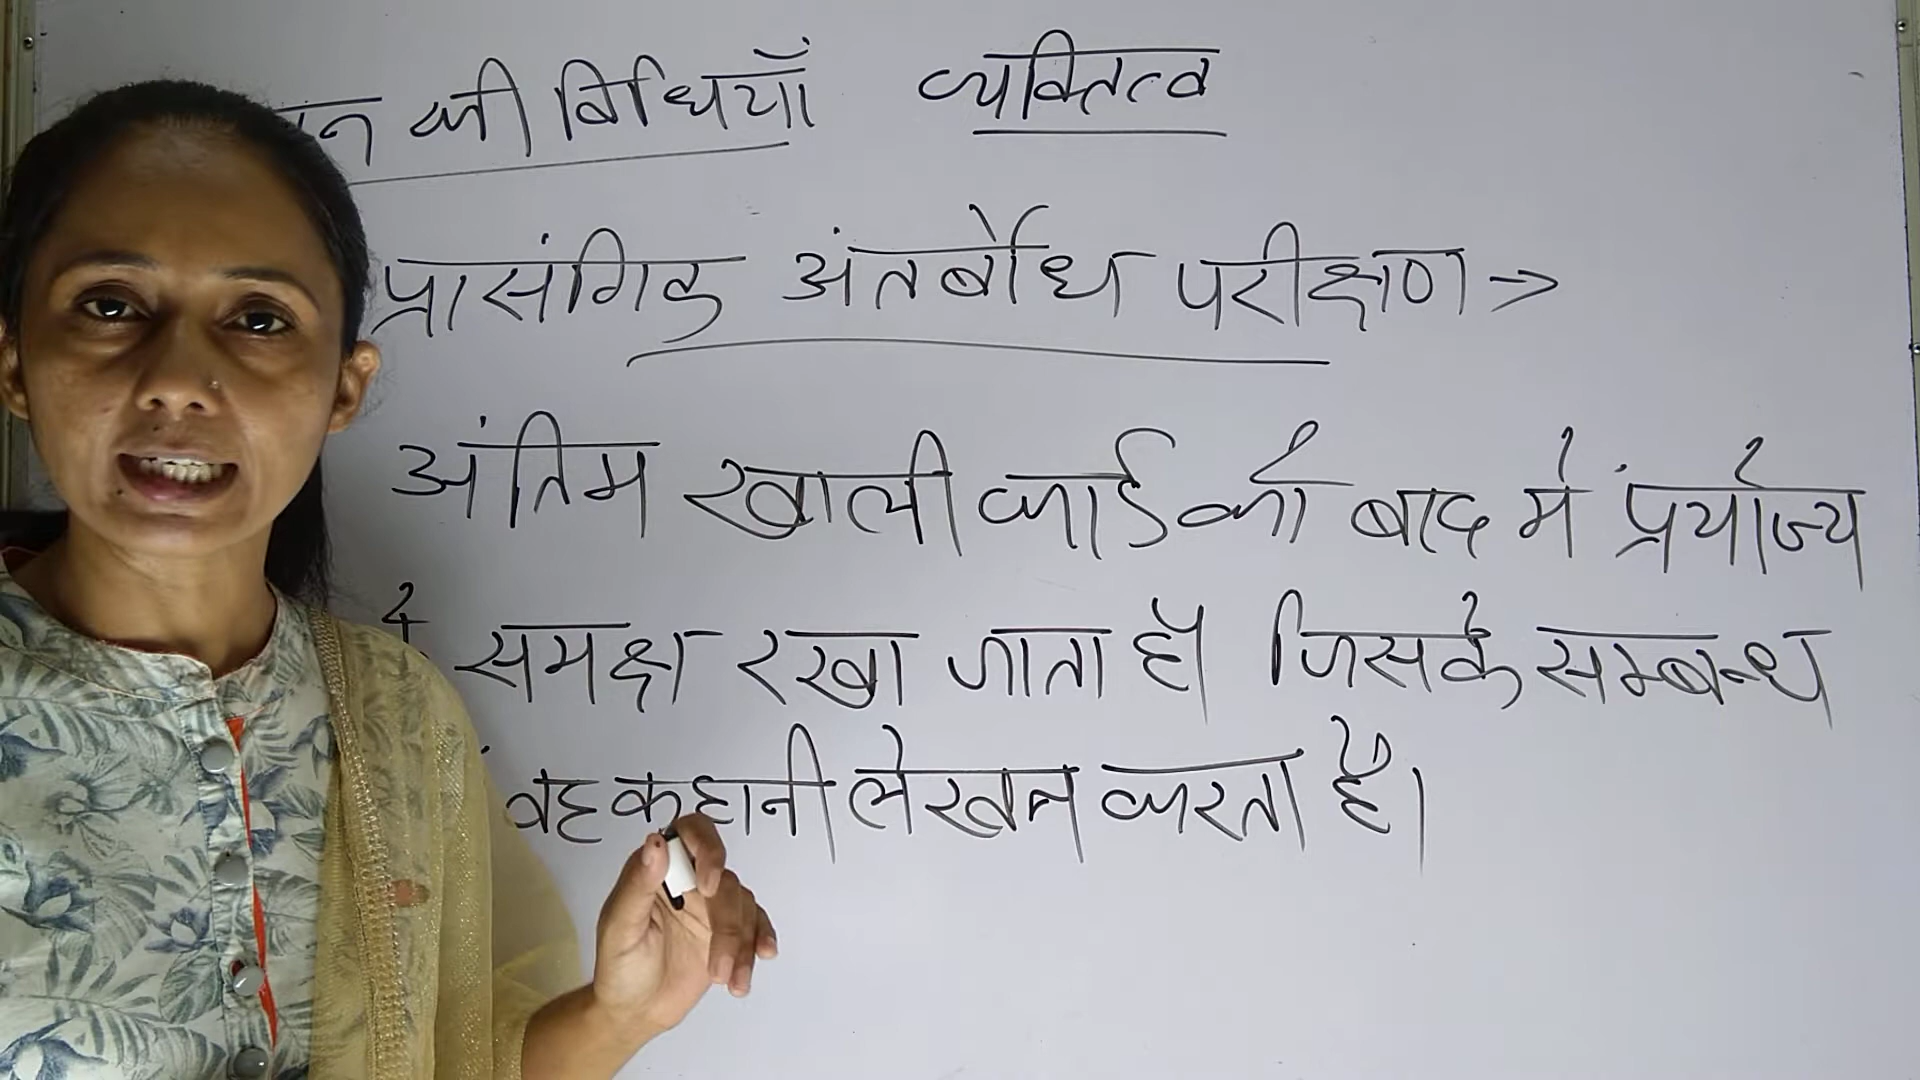 की विधियाँ व्यक्तित्व
प्रासंगिक अंतर्बोध परीक्षण →
अंतिम खाली कार्ड को बाद में प्रयोज्य
समक्ष रखा जाता है जिसके सम्बन्ध
वह कहानी लेखन करता है।